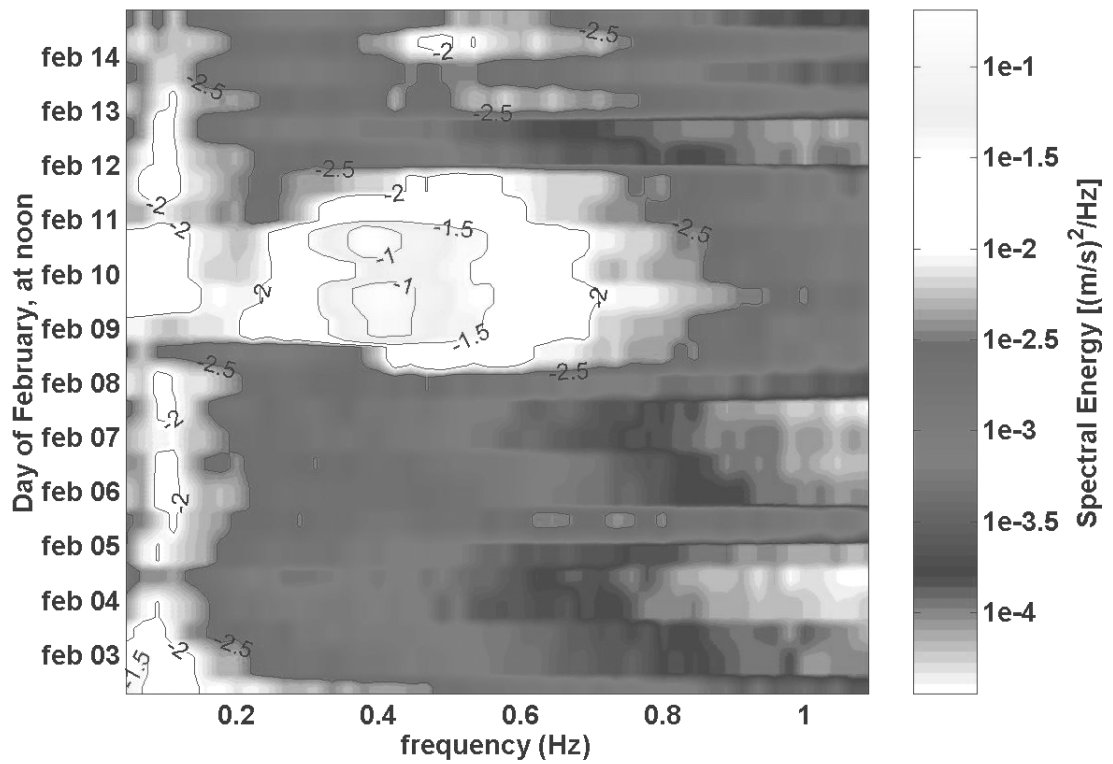 feb 14
feb 13
feb 12
feb 11
feb 10
feb 09
feb 08
feb 07
feb 06
feb 05
feb 04
feb 03
Day of February, at noon
0.2
0.4
0.6
0.8
1
frequency (Hz)
-2.5
-2.5
-2
-2.5
-2.5
-2.5
-2
-2
-2
-1.5
-2.5
-1
-2
-1
-2
-1.5
-2.5
-2.5
-2
-2
-2.5
-2
-1.5
1e-1
1e-1.5
1e-2
1e-2.5
1e-3
1e-3.5
1e-4
Spectral Energy [(m/s)²/Hz